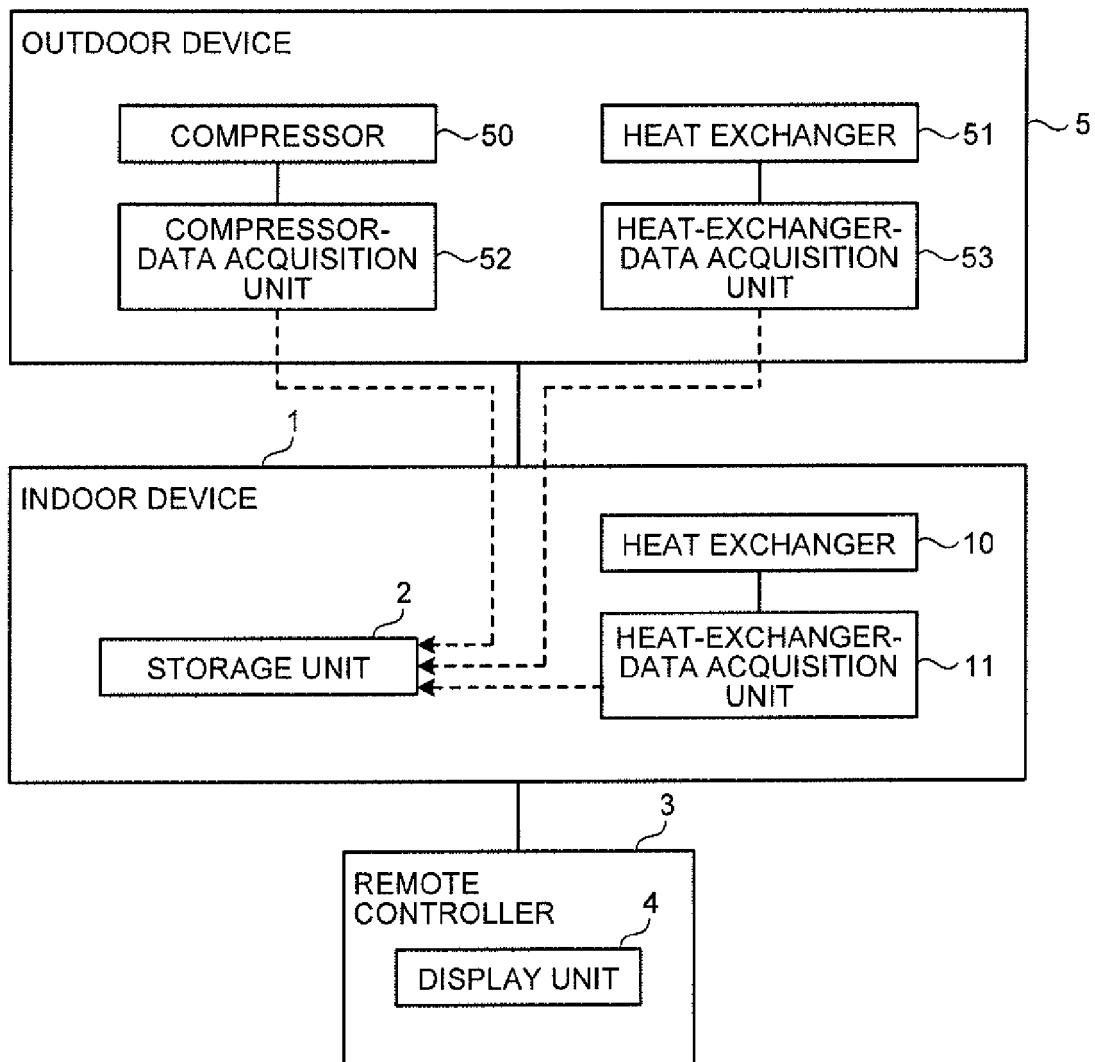 OUTDOOR DEVICE
5
COMPRESSOR
50
HEAT EXCHANGER
51
COMPRESSOR-
DATA ACQUISITION
UNIT
52
HEAT-EXCHANGER-
DATA ACQUISITION
UNIT
53
1
INDOOR DEVICE
HEAT EXCHANGER
10
2
STORAGE UNIT
HEAT-EXCHANGER-
DATA ACQUISITION
UNIT
11
3
REMOTE
CONTROLLER
4
DISPLAY UNIT